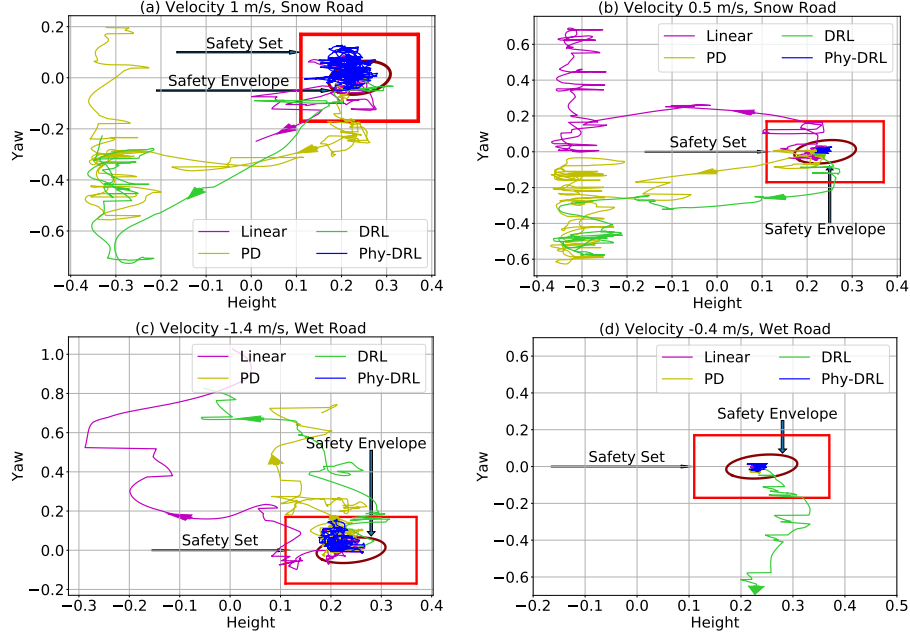 (a) Velocity 1 m/s, Snow Road
Yaw
0.2
0.0
−0.2
−0.4
−0.6
Safety Set
Safety Envelope
Linear
PD
DRL
Phy-DRL
−0.4 −0.3 −0.2 −0.1 0.0 0.1 0.2 0.3 0.4
Height
(b) Velocity 0.5 m/s, Snow Road
Yaw
0.6
0.4
0.2
0.0
−0.2
−0.4
−0.6
Linear
PD
DRL
Phy-DRL
Safety Set
Safety Envelope
−0.4 −0.3 −0.2 −0.1 0.0 0.1 0.2 0.3 0.4
Height
(c) Velocity -1.4 m/s, Wet Road
Yaw
1.0
0.8
0.6
0.4
0.2
0.0
−0.2
Linear
PD
DRL
Phy-DRL
Safety Envelope
Safety Set
−0.3 −0.2 −0.1 0.0 0.1 0.2 0.3 0.4
Height
(d) Velocity -0.4 m/s, Wet Road
Yaw
0.6
0.4
0.2
0.0
−0.2
−0.4
−0.6
Linear
PD
DRL
Phy-DRL
Safety Envelope
Safety Set
−0.2 −0.1 0.0 0.1 0.2 0.3 0.4 0.5
Height